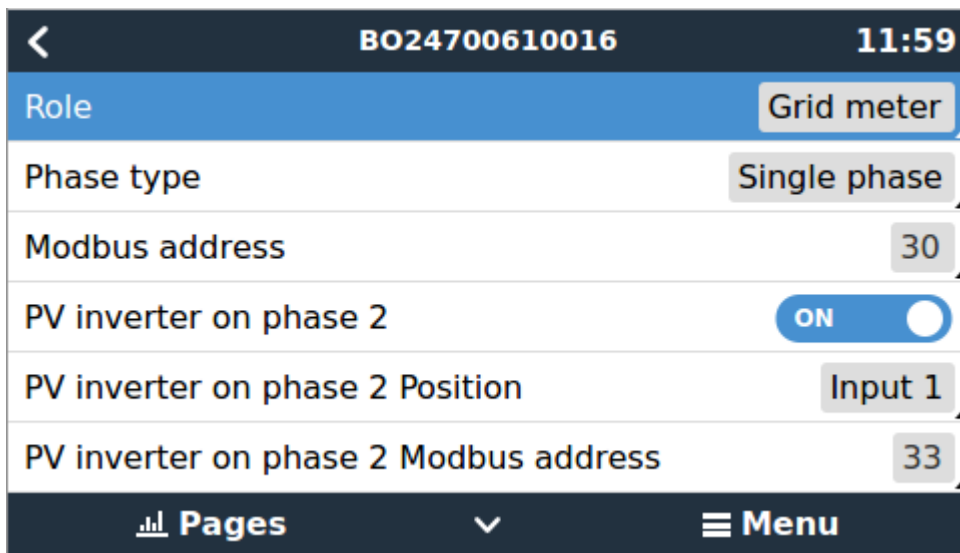 BO24700610016 11:59
Role Grid meter
Phase type Single phase
Modbus address 30
PV inverter on phase 2 ON
PV inverter on phase 2 Position Input 1
PV inverter on phase 2 Modbus address 33
Pages Menu